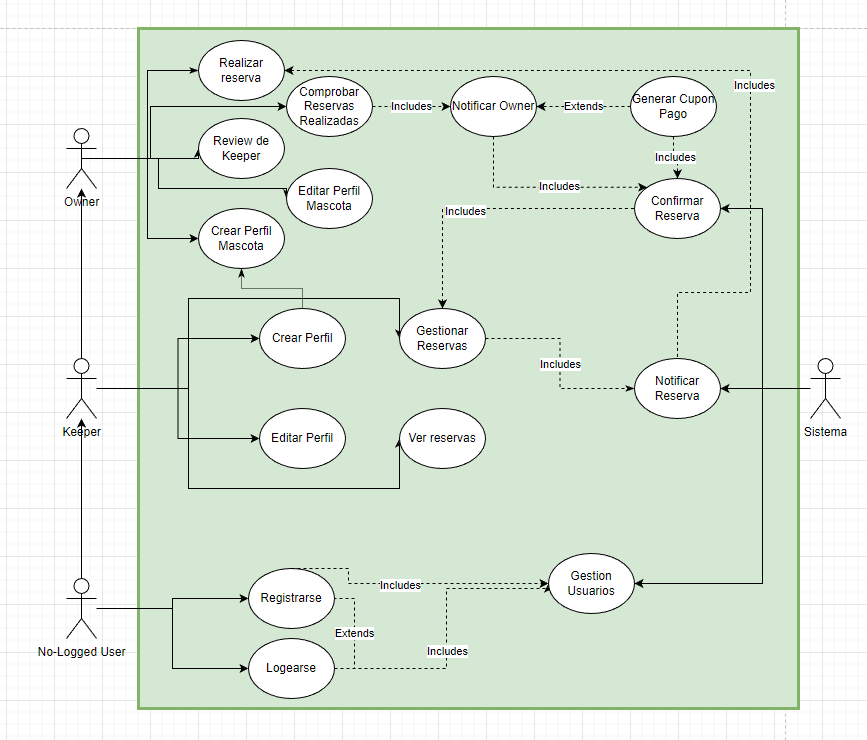 Realizar
reserva
Includes
Comprobar
Reservas
Realizadas
Includes
Notificar Owner
Extends
Generar Cupon
Pago
Review de
Keeper
Includes
Owner
Editar Perfil
Mascota
Includes
Confirmar
Reserva
Includes
Crear Perfil
Mascota
Crear Perfil
Gestionar
Reservas
Includes
Notificar
Reserva
Keeper
Editar Perfil
Ver reservas
Sistema
Registrarse
Includes
Gestion
Usuarios
Extends
Includes
No-Logged User
Logearse